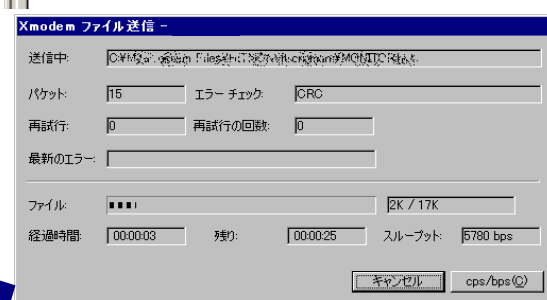 Xmodem ファイル送信 -
送信中:
パケット: 15 エラー チェック: CRC
再試行: 0 再試行の回数: 0
最新のエラー:
ファイル: 2K / 17K
経過時間: 00:00:03 残り: 00:00:25 スループット: 5780 bps
キャンセル cps/bps(C)